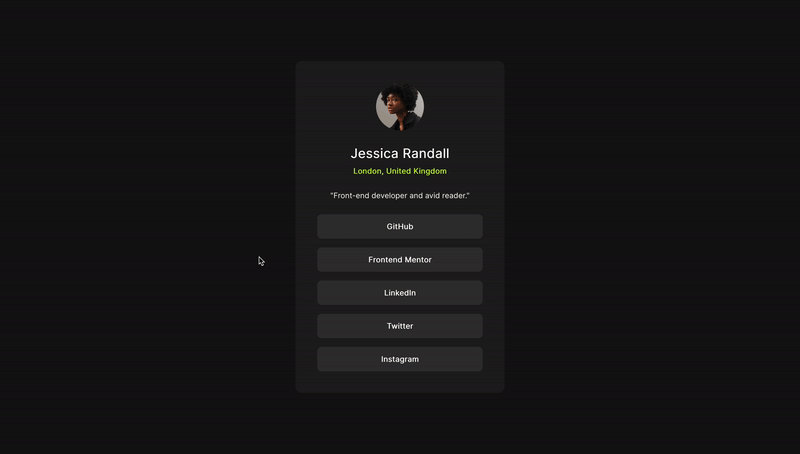 Jessica Randall
London, United Kingdom
"Front-end developer and avid reader."
GitHub
Frontend Mentor
LinkedIn
Twitter
Instagram